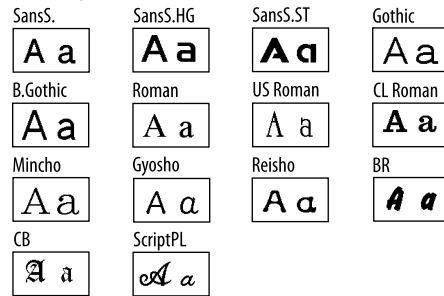 SansS. SansS.HG SansS.ST Gothic
A a A a A a A a
B.Gothic Roman US Roman CL Roman
A a A a A a A a
Mincho Gyosho Reisho BR
A a A a A a A a
CB ScriptPL
A a A a